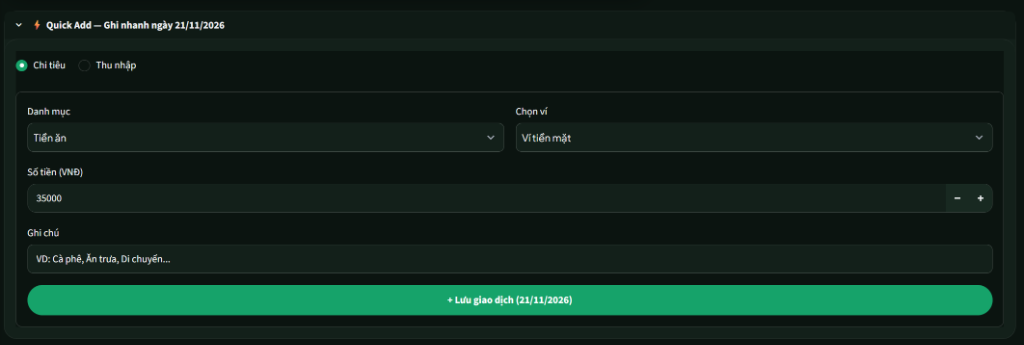 Quick Add — Ghi nhanh ngày 21/11/2026
Chi tiêu Thu nhập
Danh mục Chọn ví
Tiền ăn Ví tiền mặt
Số tiền (VNĐ)
35000
Ghi chú
VD: Cà phê, Ăn trưa, Di chuyển...
+ Lưu giao dịch (21/11/2026)